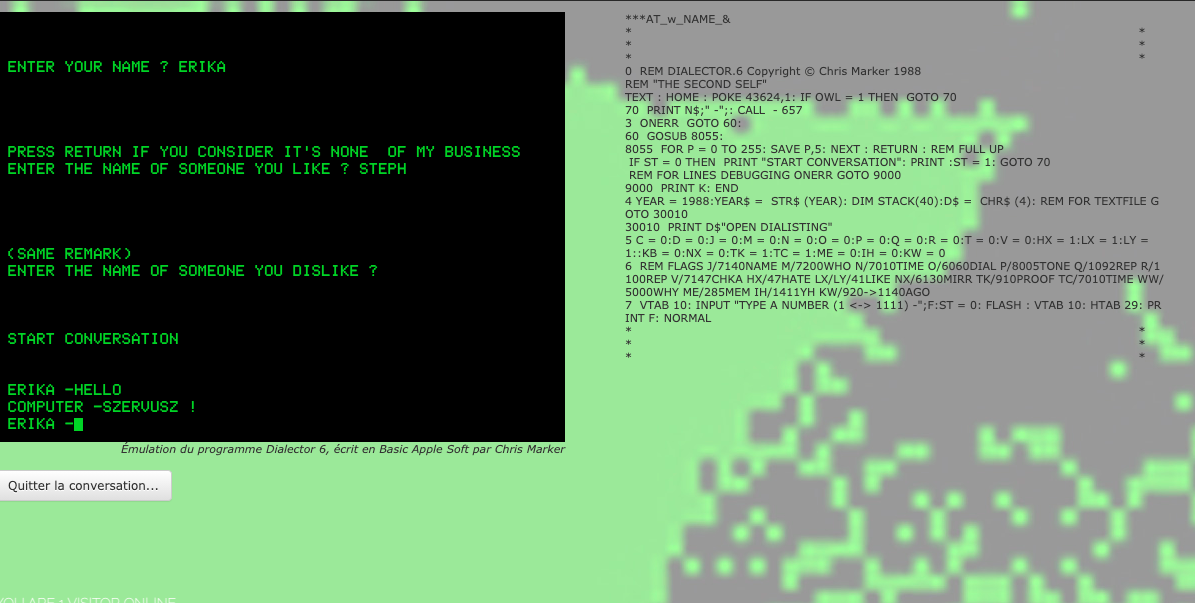 ENTER YOUR NAME ? ERIKA
PRESS RETURN IF YOU CONSIDER IT'S NONE  OF MY BUSINESS
ENTER THE NAME OF SOMEONE YOU LIKE ? STEPH
(SAME REMARK)
ENTER THE NAME OF SOMEONE YOU DISLIKE ?
START CONVERSATION
ERIKA -HELLO
COMPUTER -SZERVUSZ !
ERIKA -
Émulation du programme Dialector 6, écrit en Basic Apple Soft par Chris Marker
Quitter la conversation...
YOU ARE : VISITOR ONLINE
***AT_w_NAME_&
* *
* *
* *
0  REM DIALECTOR.6 Copyright © Chris Marker 1988
REM "THE SECOND SELF"
TEXT : HOME : POKE 43624,1: IF OWL = 1 THEN  GOTO 70
70  PRINT N$;" -";: CALL  - 657
3  ONERR  GOTO 60:
60  GOSUB 8055:
8055  FOR P = 0 TO 255: SAVE P,5: NEXT : RETURN : REM FULL UP
IF ST = 0 THEN  PRINT "START CONVERSATION": PRINT :ST = 1: GOTO 70
REM FOR LINES DEBUGGING ONERR GOTO 9000
9000  PRINT K: END
4 YEAR = 1988:YEAR$ =  STR$ (YEAR): DIM STACK(40):D$ =  CHR$ (4): REM FOR TEXTFILE G
OTO 30010
30010  PRINT D$"OPEN DIALISTING"
5 C = 0:D = 0:J = 0:M = 0:N = 0:O = 0:P = 0:Q = 0:R = 0:T = 0:V = 0:HX = 1:LX = 1:LY =
1::KB = 0:NX = 0:TK = 1:TC = 1:ME = 0:IH = 0:KW = 0
6  REM FLAGS J/7140NAME M/7200WHO N/7010TIME O/6060DIAL P/8005TONE Q/1092REP R/1
100REP V/7147CHKA HX/47HATE LX/LY/41LIKE NX/6130MIRR TK/910PROOF TC/7010TIME WW/
5000WHY ME/285MEM IH/1411YH KW/920->1140AGO
7  VTAB 10: INPUT "TYPE A NUMBER (1 <-> 1111) -";F:ST = 0: FLASH : VTAB 10: HTAB 29: PR
INT F: NORMAL
* *
* *
* *